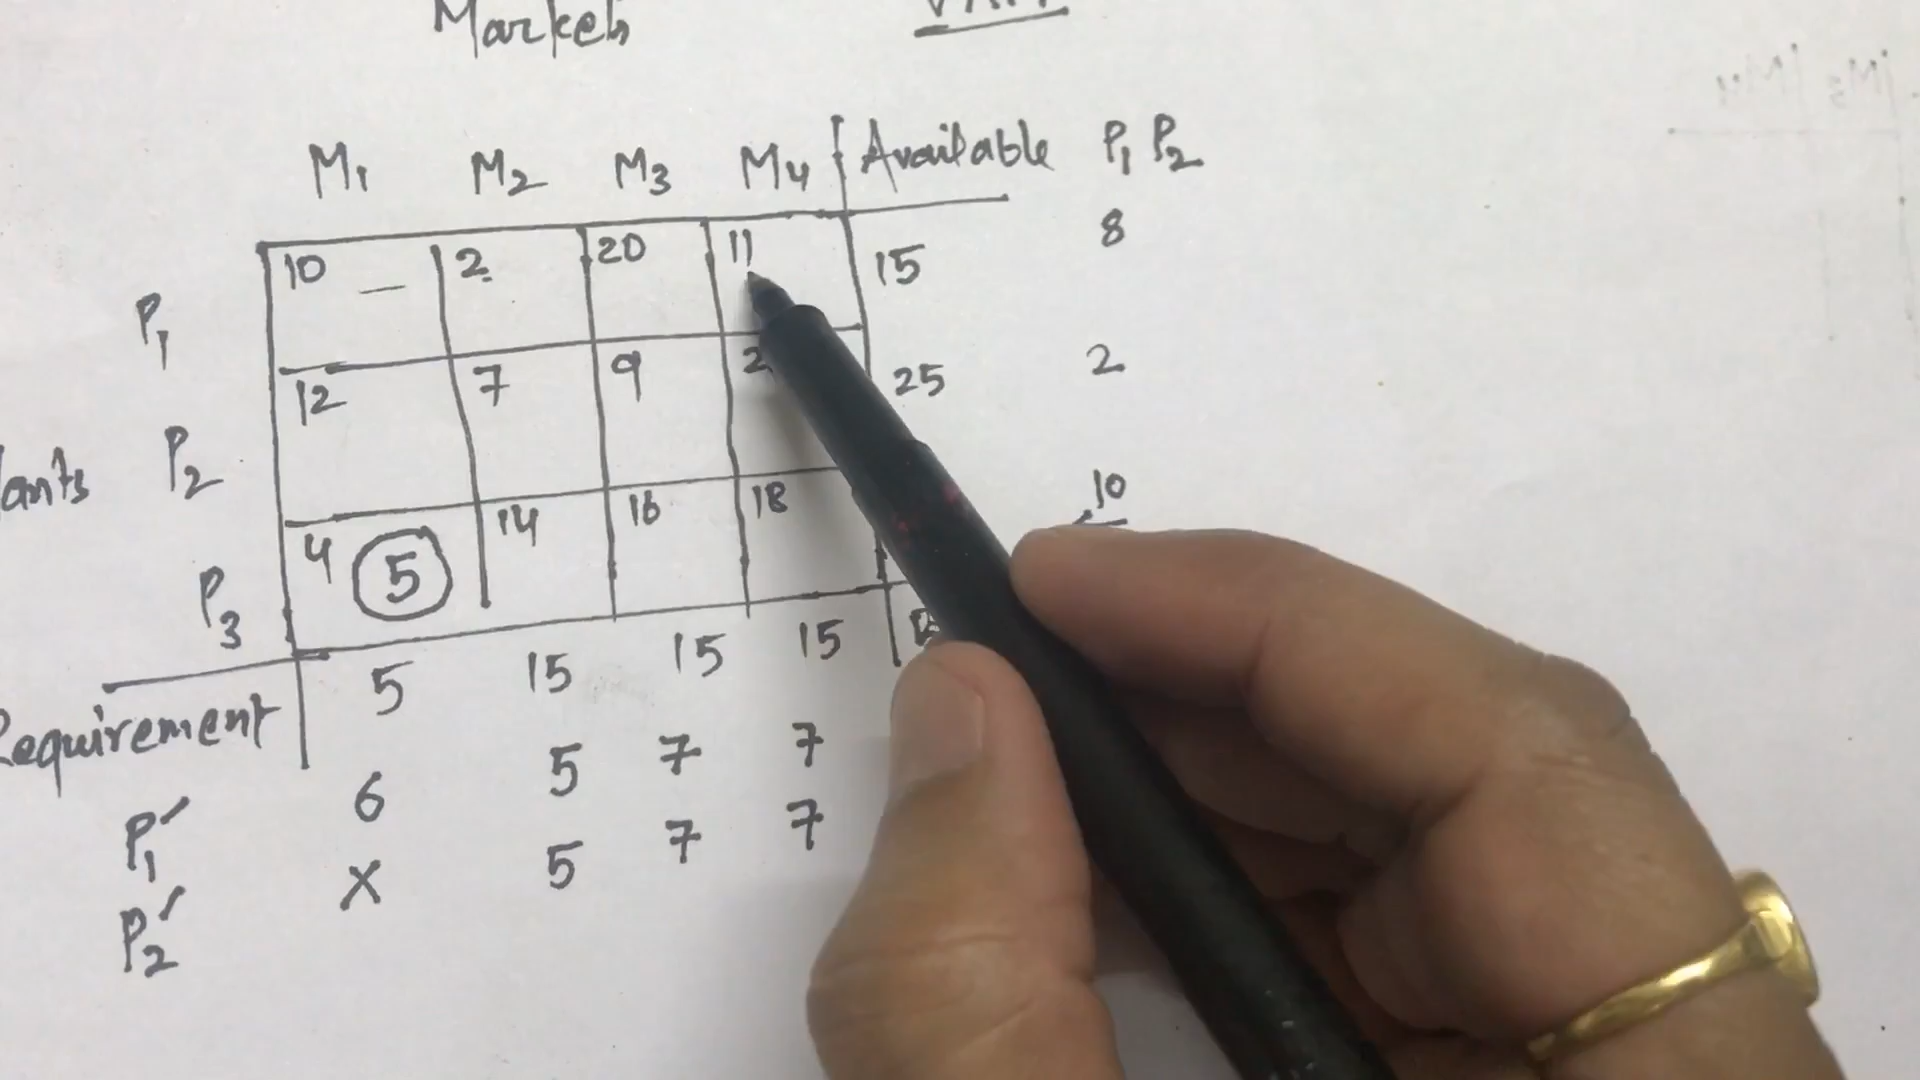 Markets
M1 M2 M3 M4 Available P1 P2
10 — 2 20 11 15 8
P1
12 7 9 25 2
P2
4 5 14 16 18 10
P3
5 15 15 15
Requirement
P1′ 6 5 7 7
P2′ X 5 7 7